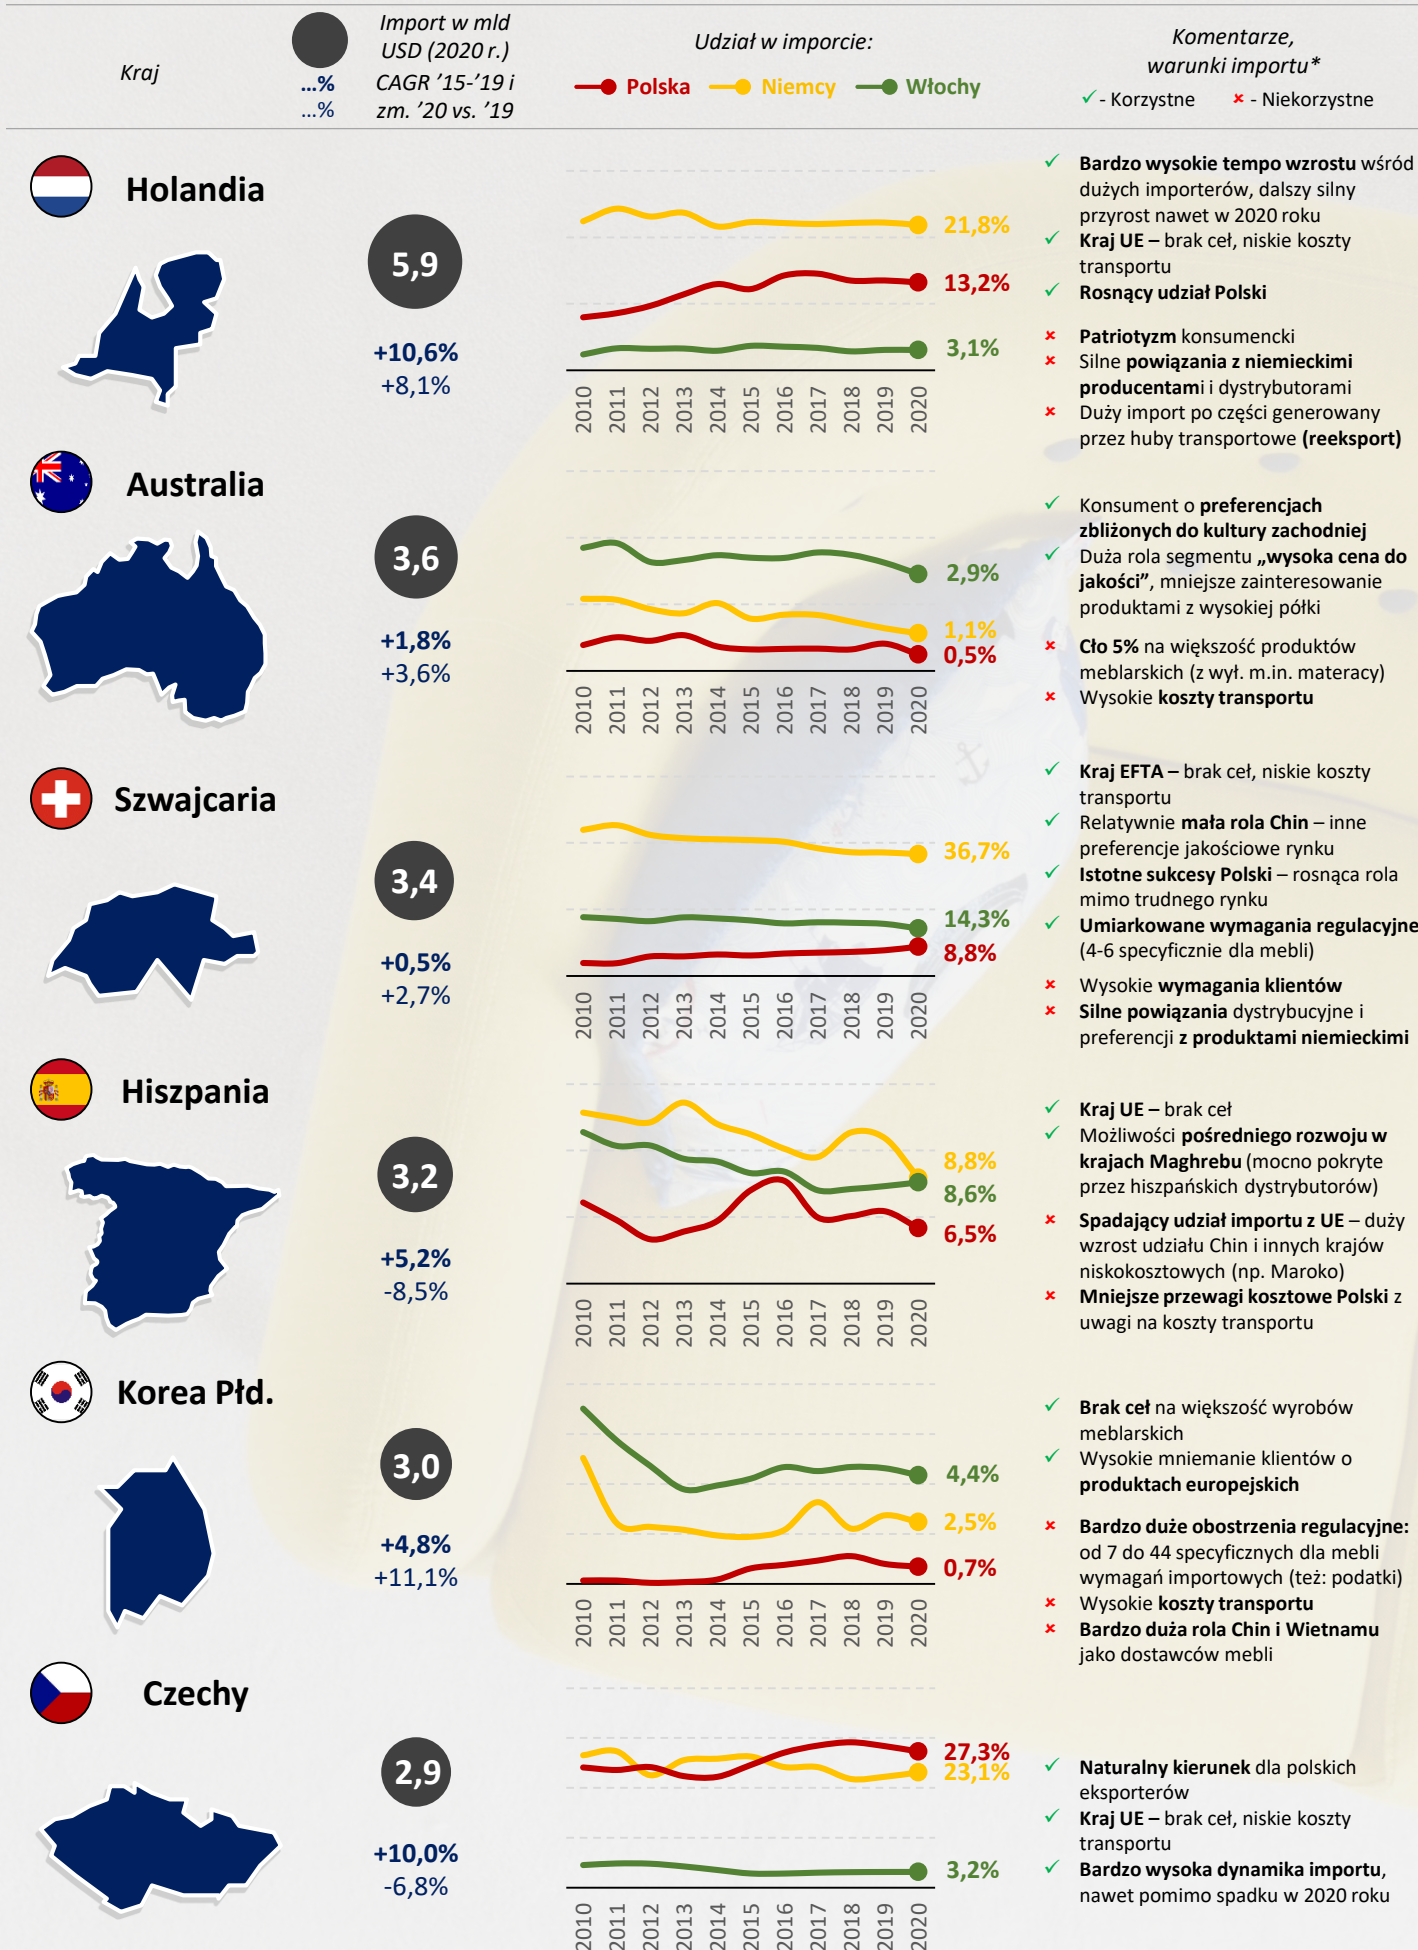 Kraj
...%
...%
Import w mld
USD (2020 r.)
CAGR '15-'19 i
zm. '20 vs. '19
Udział w imporcie:
Polska
Niemcy
Włochy
Komentarze,
warunki importu*
✓ - Korzystne
× - Niekorzystne
Holandia
5,9
+10,6%
+8,1%
21,8%
13,2%
3,1%
2010
2011
2012
2013
2014
2015
2016
2017
2018
2019
2020
✓ Bardzo wysokie tempo wzrostu wśród
dużych importerów, dalszy silny
przyrost nawet w 2020 roku
✓ Kraj UE – brak ceł, niskie koszty
transportu
✓ Rosnący udział Polski
× Patriotyzm konsumencki
× Silne powiązania z niemieckimi
producentami i dystrybutorami
× Duży import po części generowany
przez huby transportowe (reeksport)
Australia
3,6
+1,8%
+3,6%
2,9%
1,1%
0,5%
2010
2011
2012
2013
2014
2015
2016
2017
2018
2019
2020
✓ Konsument o preferencjach
zbliżonych do kultury zachodniej
✓ Duża rola segmentu „wysoka cena do
jakości”, mniejsze zainteresowanie
produktami z wysokiej półki
× Cło 5% na większość produktów
meblarskich (z wył. m.in. materacy)
× Wysokie koszty transportu
Szwajcaria
3,4
+0,5%
+2,7%
36,7%
14,3%
8,8%
2010
2011
2012
2013
2014
2015
2016
2017
2018
2019
2020
✓ Kraj EFTA – brak ceł, niskie koszty
transportu
✓ Relatywnie mała rola Chin – inne
preferencje jakościowe rynku
✓ Istotne sukcesy Polski – rosnąca rola
mimo trudnego rynku
✓ Umiarkowane wymagania regulacyjne
(4-6 specyficznie dla mebli)
× Wysokie wymagania klientów
× Silne powiązania dystrybucyjne i
preferencji z produktami niemieckimi
Hiszpania
3,2
+5,2%
-8,5%
8,8%
8,6%
6,5%
2010
2011
2012
2013
2014
2015
2016
2017
2018
2019
2020
✓ Kraj UE – brak ceł
✓ Możliwości pośredniego rozwoju w
krajach Maghrebu (mocno pokryte
przez hiszpańskich dystrybutorów)
× Spadający udział importu z UE – duży
wzrost udziału Chin i innych krajów
niskokosztowych (np. Maroko)
× Mniejsze przewagi kosztowe Polski z
uwagi na koszty transportu
Korea Płd.
3,0
+4,8%
+11,1%
4,4%
2,5%
0,7%
2010
2011
2012
2013
2014
2015
2016
2017
2018
2019
2020
✓ Brak ceł na większość wyrobów
meblarskich
✓ Wysokie mniemanie klientów o
produktach europejskich
× Bardzo duże obostrzenia regulacyjne:
od 7 do 44 specyficznych dla mebli
wymagań importowych (też: podatki)
× Wysokie koszty transportu
× Bardzo duża rola Chin i Wietnamu
jako dostawców mebli
Czechy
2,9
+10,0%
-6,8%
27,3%
23,1%
3,2%
2010
2011
2012
2013
2014
2015
2016
2017
2018
2019
2020
✓ Naturalny kierunek dla polskich
eksporterów
✓ Kraj UE – brak ceł, niskie koszty
transportu
✓ Bardzo wysoka dynamika importu,
nawet pomimo spadku w 2020 roku